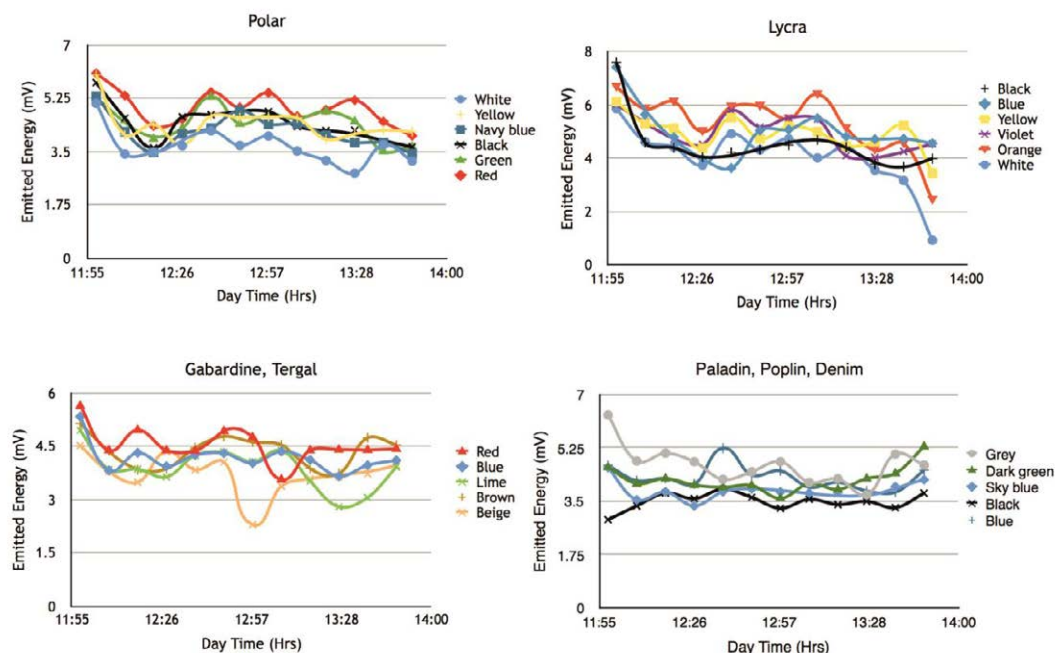 Polar
Emitted Energy (mV)
7
5.25
3.5
1.75
0
11:55 12:26 12:57 13:28 14:00
Day Time (Hrs)
White
Yellow
Navy blue
Black
Green
Red
Lycra
Emitted Energy (mV)
8
6
4
2
0
11:55 12:26 12:57 13:28 14:00
Day Time (Hrs)
Black
Blue
Yellow
Violet
Orange
White
Gabardine, Tergal
Emitted Energy (mV)
6
4.5
3
1.5
0
11:55 12:26 12:57 13:28 14:00
Day Time (Hrs)
Red
Blue
Lime
Brown
Beige
Paladin, Poplin, Denim
Emitted Energy (mV)
7
5.25
3.5
1.75
0
11:55 12:26 12:57 13:28 14:00
Day Time (Hrs)
Grey
Dark green
Sky blue
Black
Blue